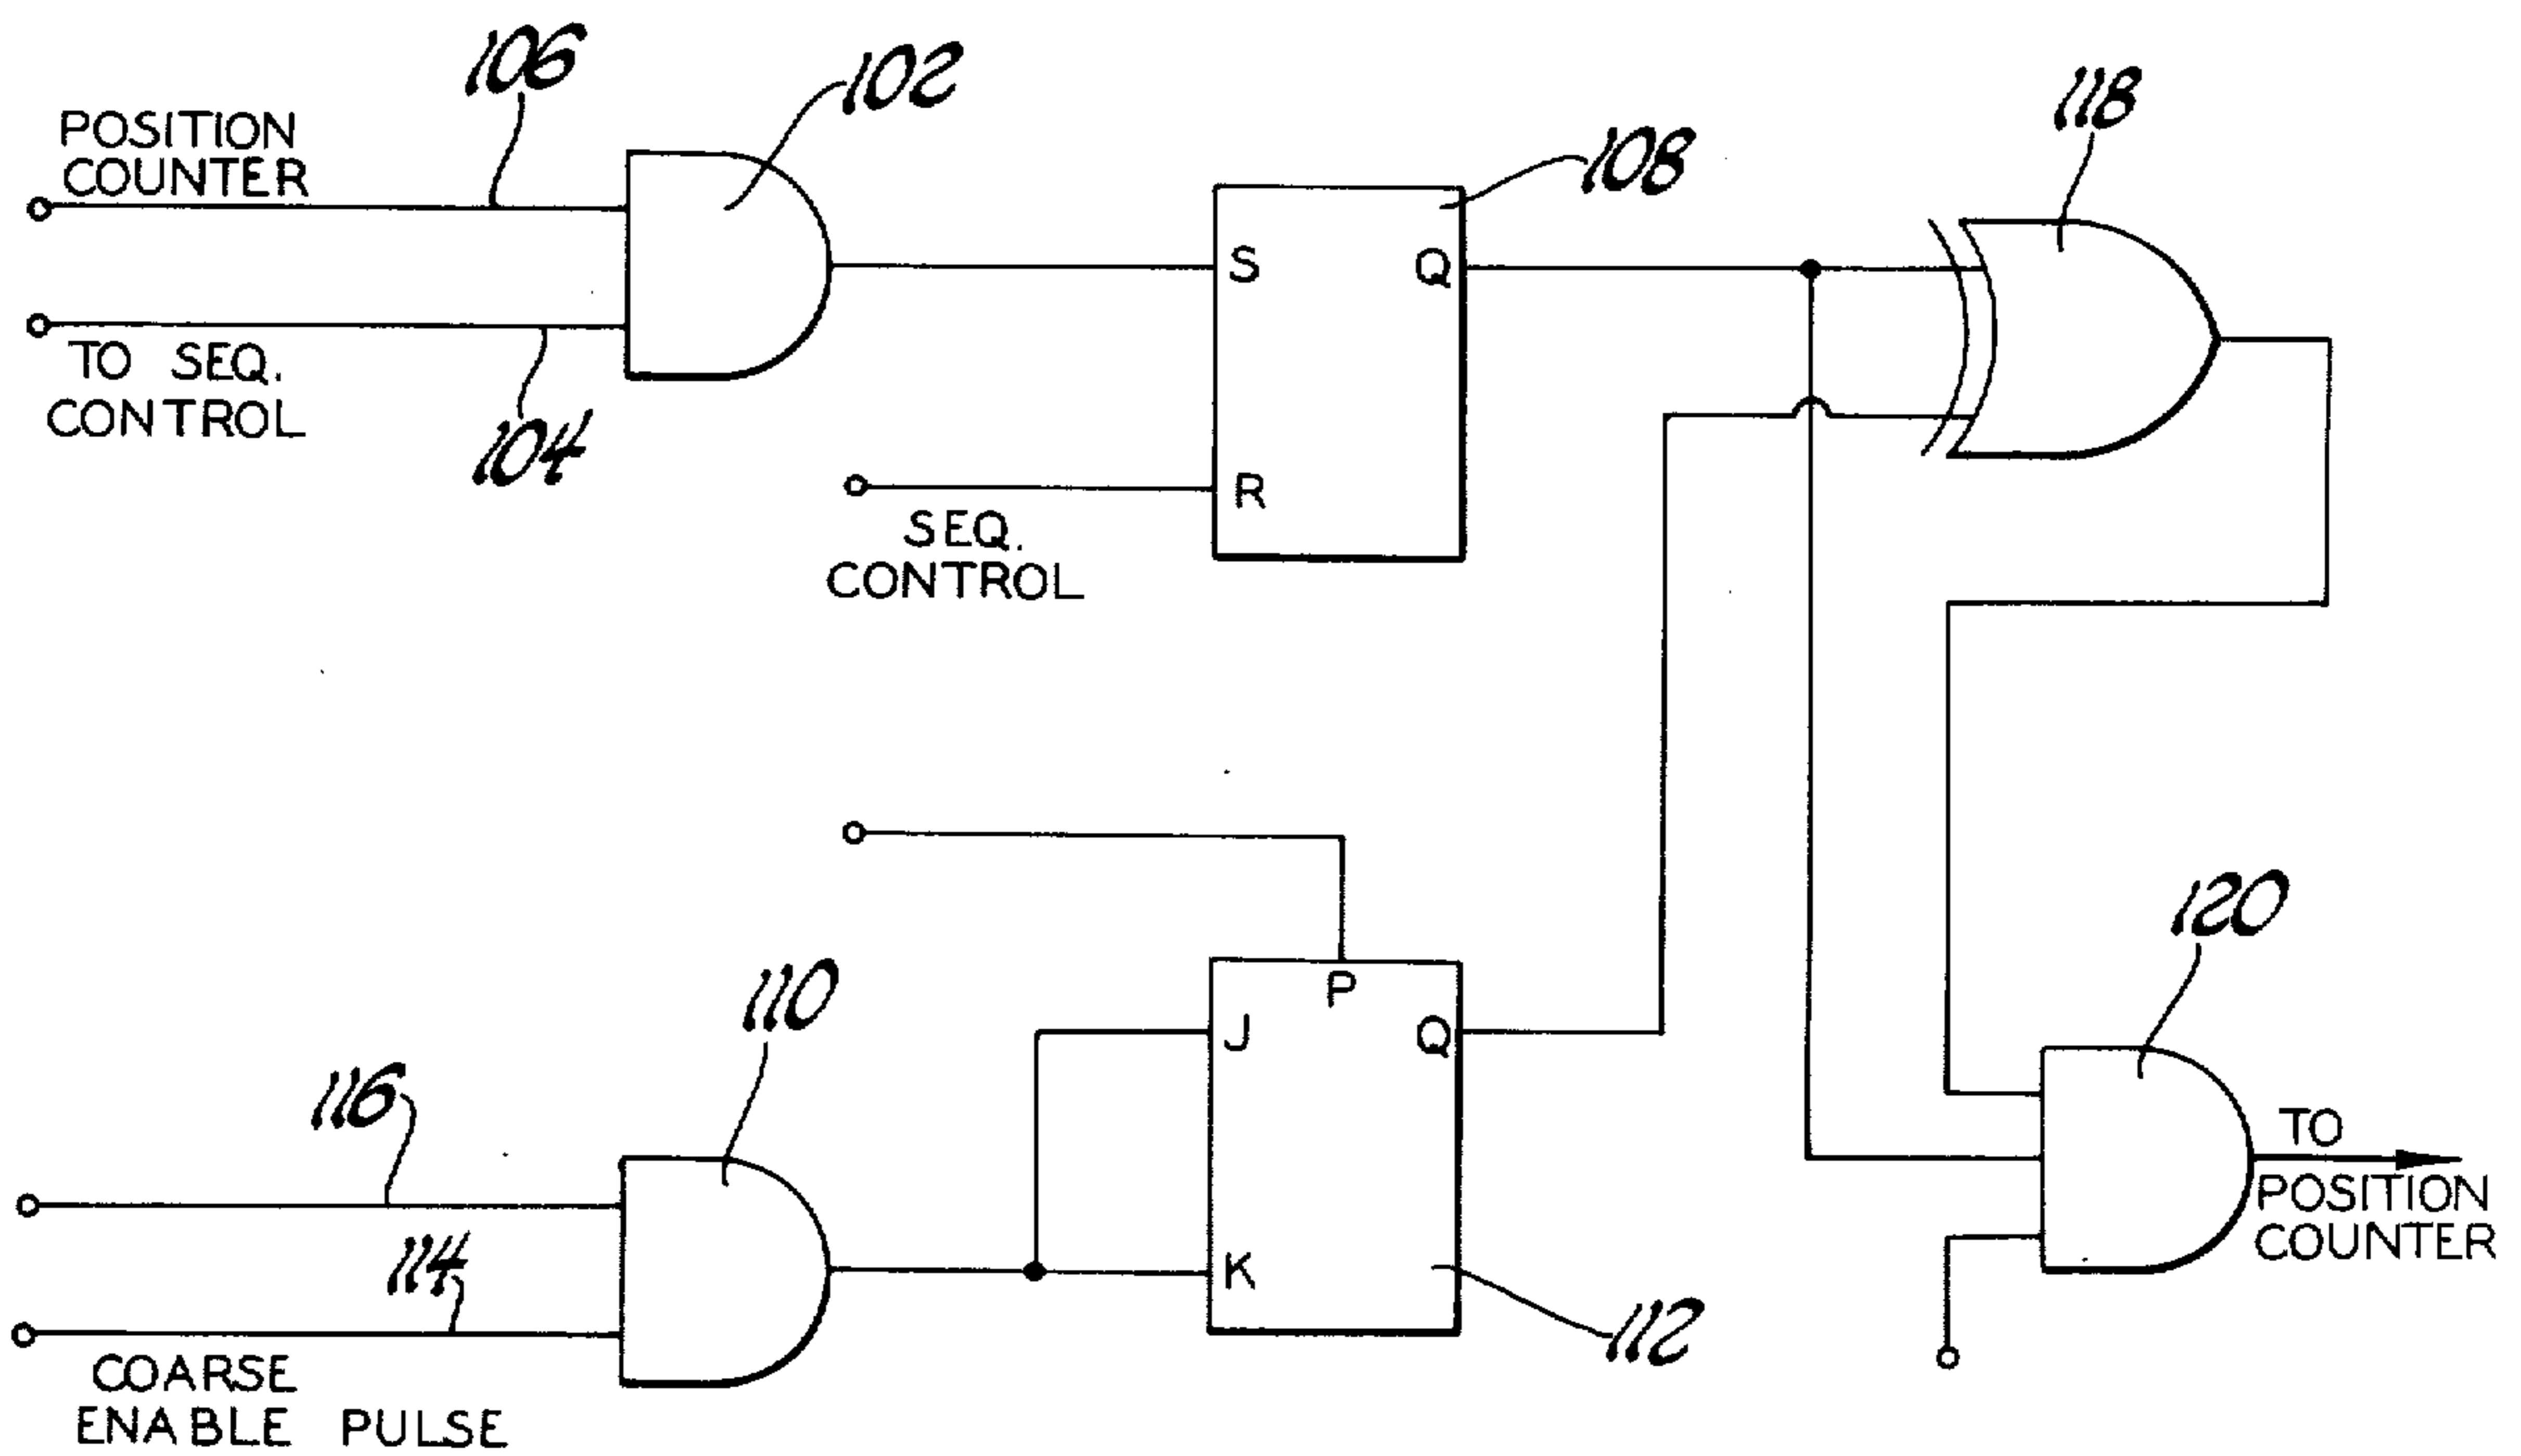 106
102
118
POSITION
COUNTER
108
S
Q
TO SEQ.
CONTROL
104
R
SEQ.
CONTROL
120
110
P
J
Q
116
TO
POSITION
COUNTER
114
K
112
COARSE
ENABLE PULSE